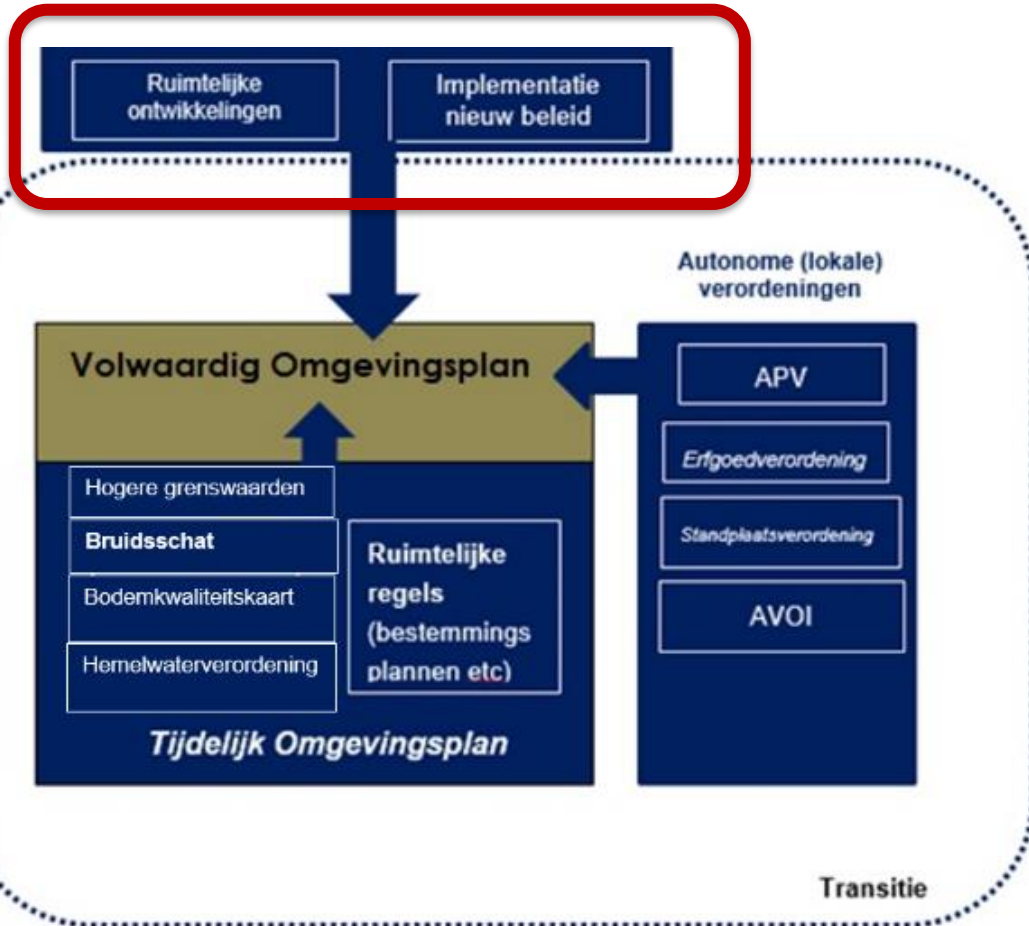 Ruimtelijke
ontwikkelingen
Implementatie
nieuw beleid
Autonome (lokale)
verordeningen
Volwaardig Omgevingsplan
APV
Erfgoedverordening
Standplaatsverordening
AVOI
Hogere grenswaarden
Bruidsschat
Bodemkwaliteitskaart
Hemelwaterverordening
Ruimtelijke
regels
(bestemmings
plannen etc)
Tijdelijk Omgevingsplan
Transitie